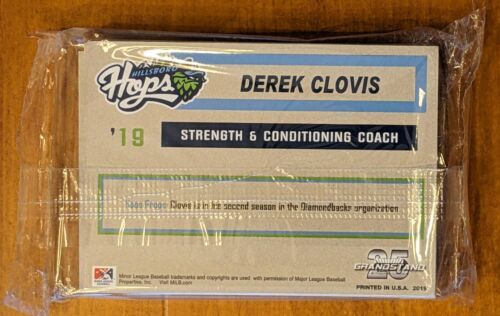 HILLSBORO
Hops
DEREK CLOVIS
'19
STRENGTH & CONDITIONING COACH
Clovis is in his second season in the Diamondbacks organization.
Minor League Baseball trademarks and copyrights are used with permission of Major League Baseball
Properties, Inc. Visit MiLB.com
25
GRANDSTAND
PRINTED IN U.S.A. 2019